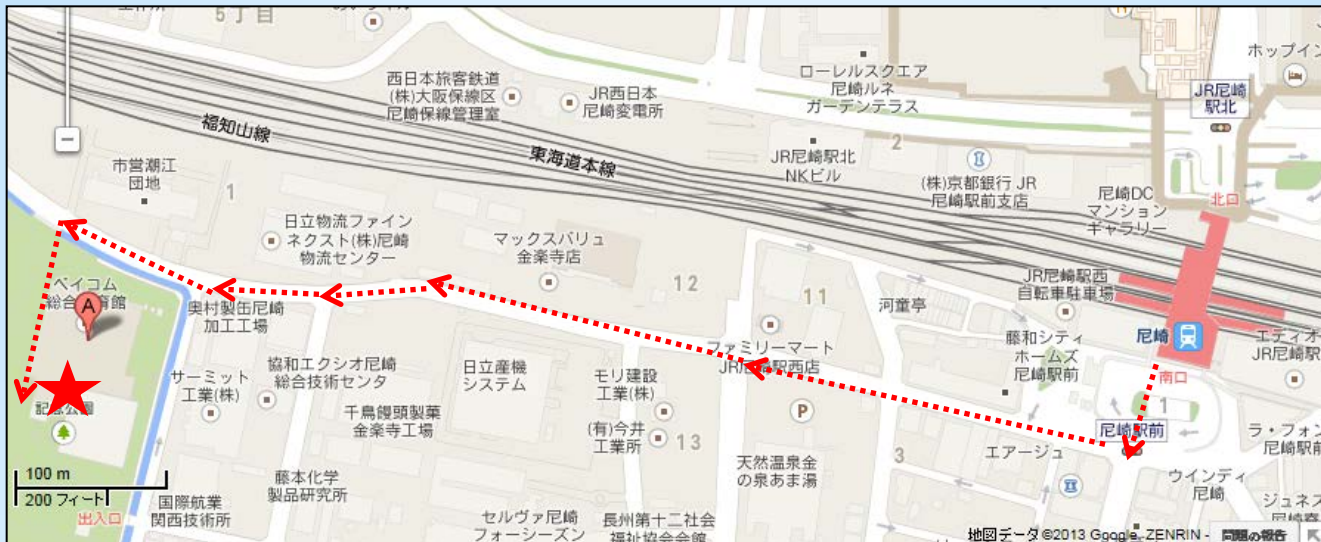 5丁目
西日本旅客鉄道
(株)大阪保線区
尼崎保線管理室
JR西日本
尼崎変電所
ローレルスクエア
尼崎ルネ
ガーデンテラス
ホップイン
JR尼崎
駅北
福知山線
東海道本線
2
JR尼崎駅北
NKビル
(株)京都銀行 JR
尼崎駅前支店
尼崎DC
マンション
ギャラリー
北口
市営潮江
団地
1
日立物流ファイン
ネクスト(株)尼崎
物流センター
マックスバリュ
金楽寺店
12
11
JR尼崎駅西
自転車駐車場
河童亭
ベイコム
総合体育館
A
奥村製缶尼崎
加工工場
ファミリーマート
JR尼崎駅西店
藤和シティ
ホームズ
尼崎駅前
尼崎
エディオ
JR尼崎駅
南口
協和エクシオ尼崎
総合技術センタ
日立産機
システム
モリ建設
工業(株)
サーミット
工業(株)
記念公園
千鳥饅頭製菓
金楽寺工場
P
1
尼崎駅前
(有)今井
工業所
13
3
エアージュ
ラ・フォン
尼崎駅前
天然温泉金
の泉あま湯
ウインディ
尼崎
100 m
200 フィート
藤本化学
製品研究所
国際航業
関西技術所
出入口
セルヴァ尼崎
フォーシーズン
長州第十二社会
福祉協会会館
ジュネス
地図データ ©2013 Google, ZENRIN -
問題の報告